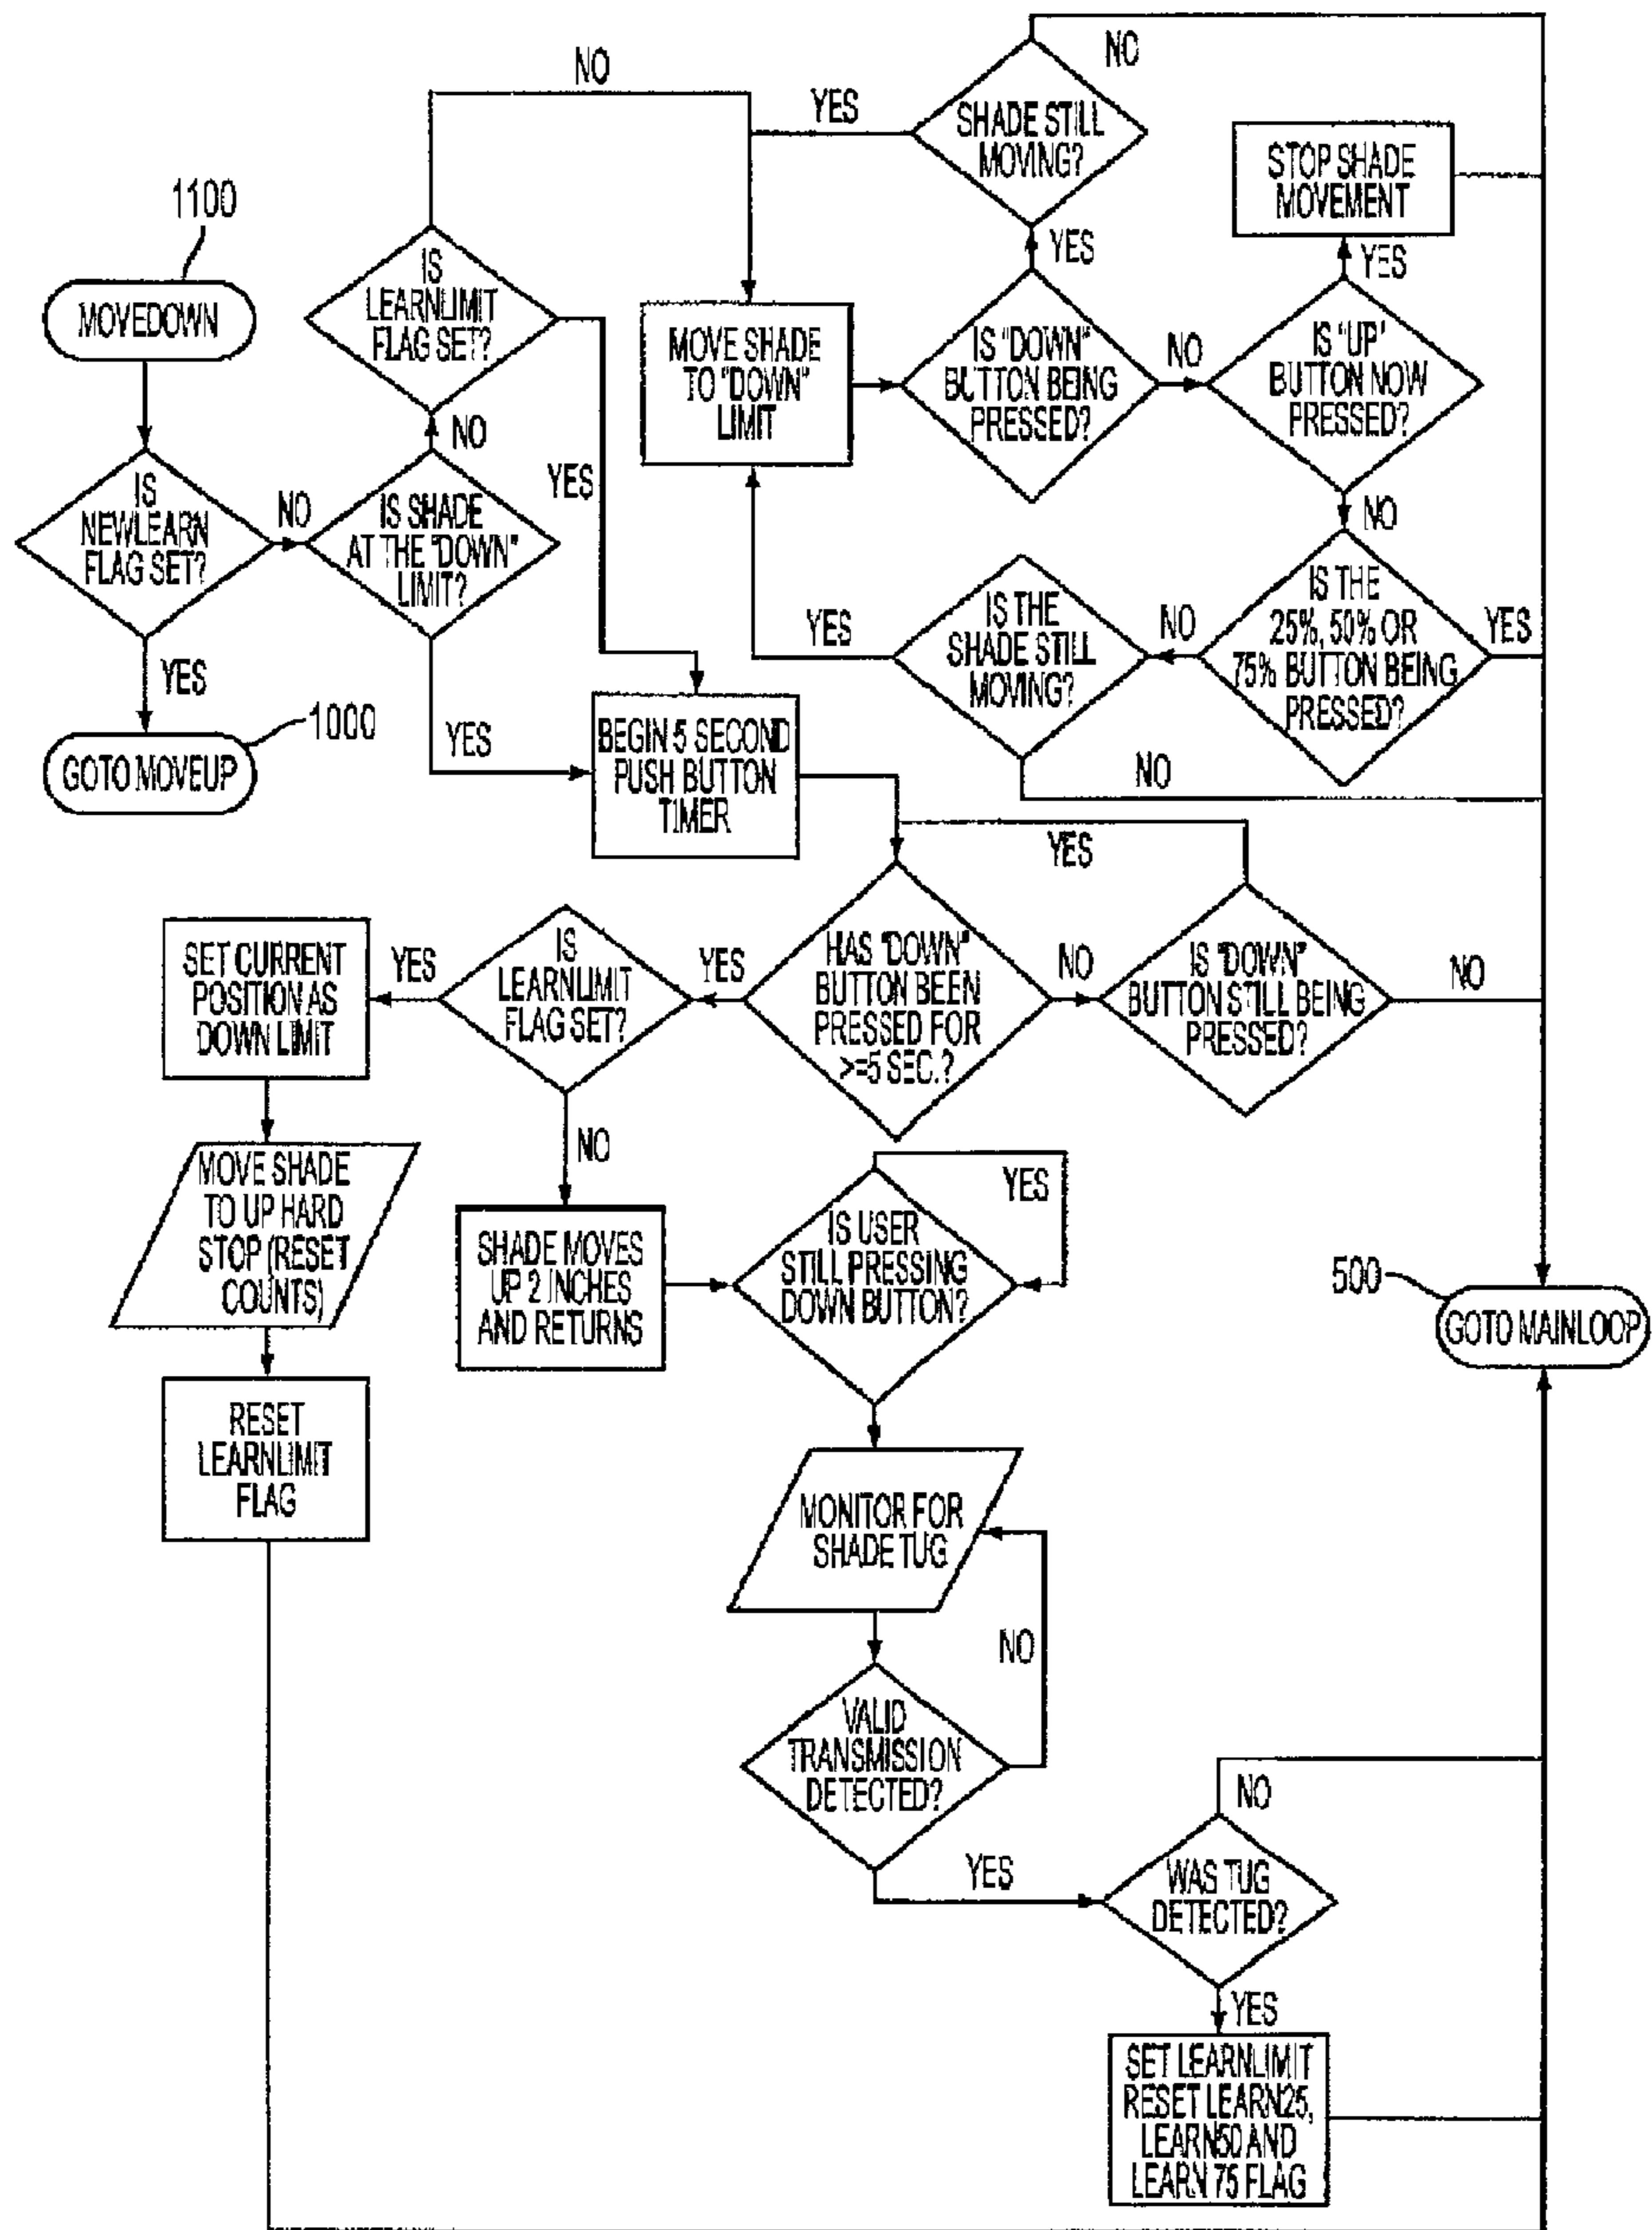 1100
MOVEDOWN
IS
NEWLEARN
FLAG SET?
NO
YES
GOTO MOVEUP
1000
IS SHADE
AT THE "DOWN"
LIMIT?
NO
YES
IS
LEARNLIMIT
FLAG SET?
NO
YES
MOVE SHADE
TO "DOWN"
LIMIT
IS "DOWN"
BUTTON BEING
PRESSED?
YES
NO
SHADE STILL
MOVING?
YES
NO
IS "UP'
BUTTON NOW
PRESSED?
YES
NO
STOP SHADE
MOVEMENT
IS THE
25%, 50% OR
75% BUTTON BEING
PRESSED?
YES
NO
IS THE
SHADE STILL
MOVING?
YES
NO
BEGIN 5 SECOND
PUSH BUTTON
TIMER
HAS "DOWN"
BUTTON BEEN
PRESSED FOR
>=5 SEC.?
YES
NO
IS "DOWN"
BUTTON STILL BEING
PRESSED?
YES
NO
IS
LEARNLIMIT
FLAG SET?
YES
NO
SET CURRENT
POSITION AS
DOWN LIMIT
MOVE SHADE
TO UP HARD
STOP (RESET
COUNTS)
RESET
LEARNLIMIT
FLAG
SHADE MOVES
UP 2 INCHES
AND RETURNS
IS USER
STILL PRESSING
DOWN BUTTON?
YES
MONITOR FOR
SHADE TUG
VALID
TRANSMISSION
DETECTED?
NO
YES
WAS TUG
DETECTED?
NO
YES
SET LEARNLIMIT
RESET LEARN25,
LEARN50 AND
LEARN 75 FLAG
500
GOTO MAINLOOP